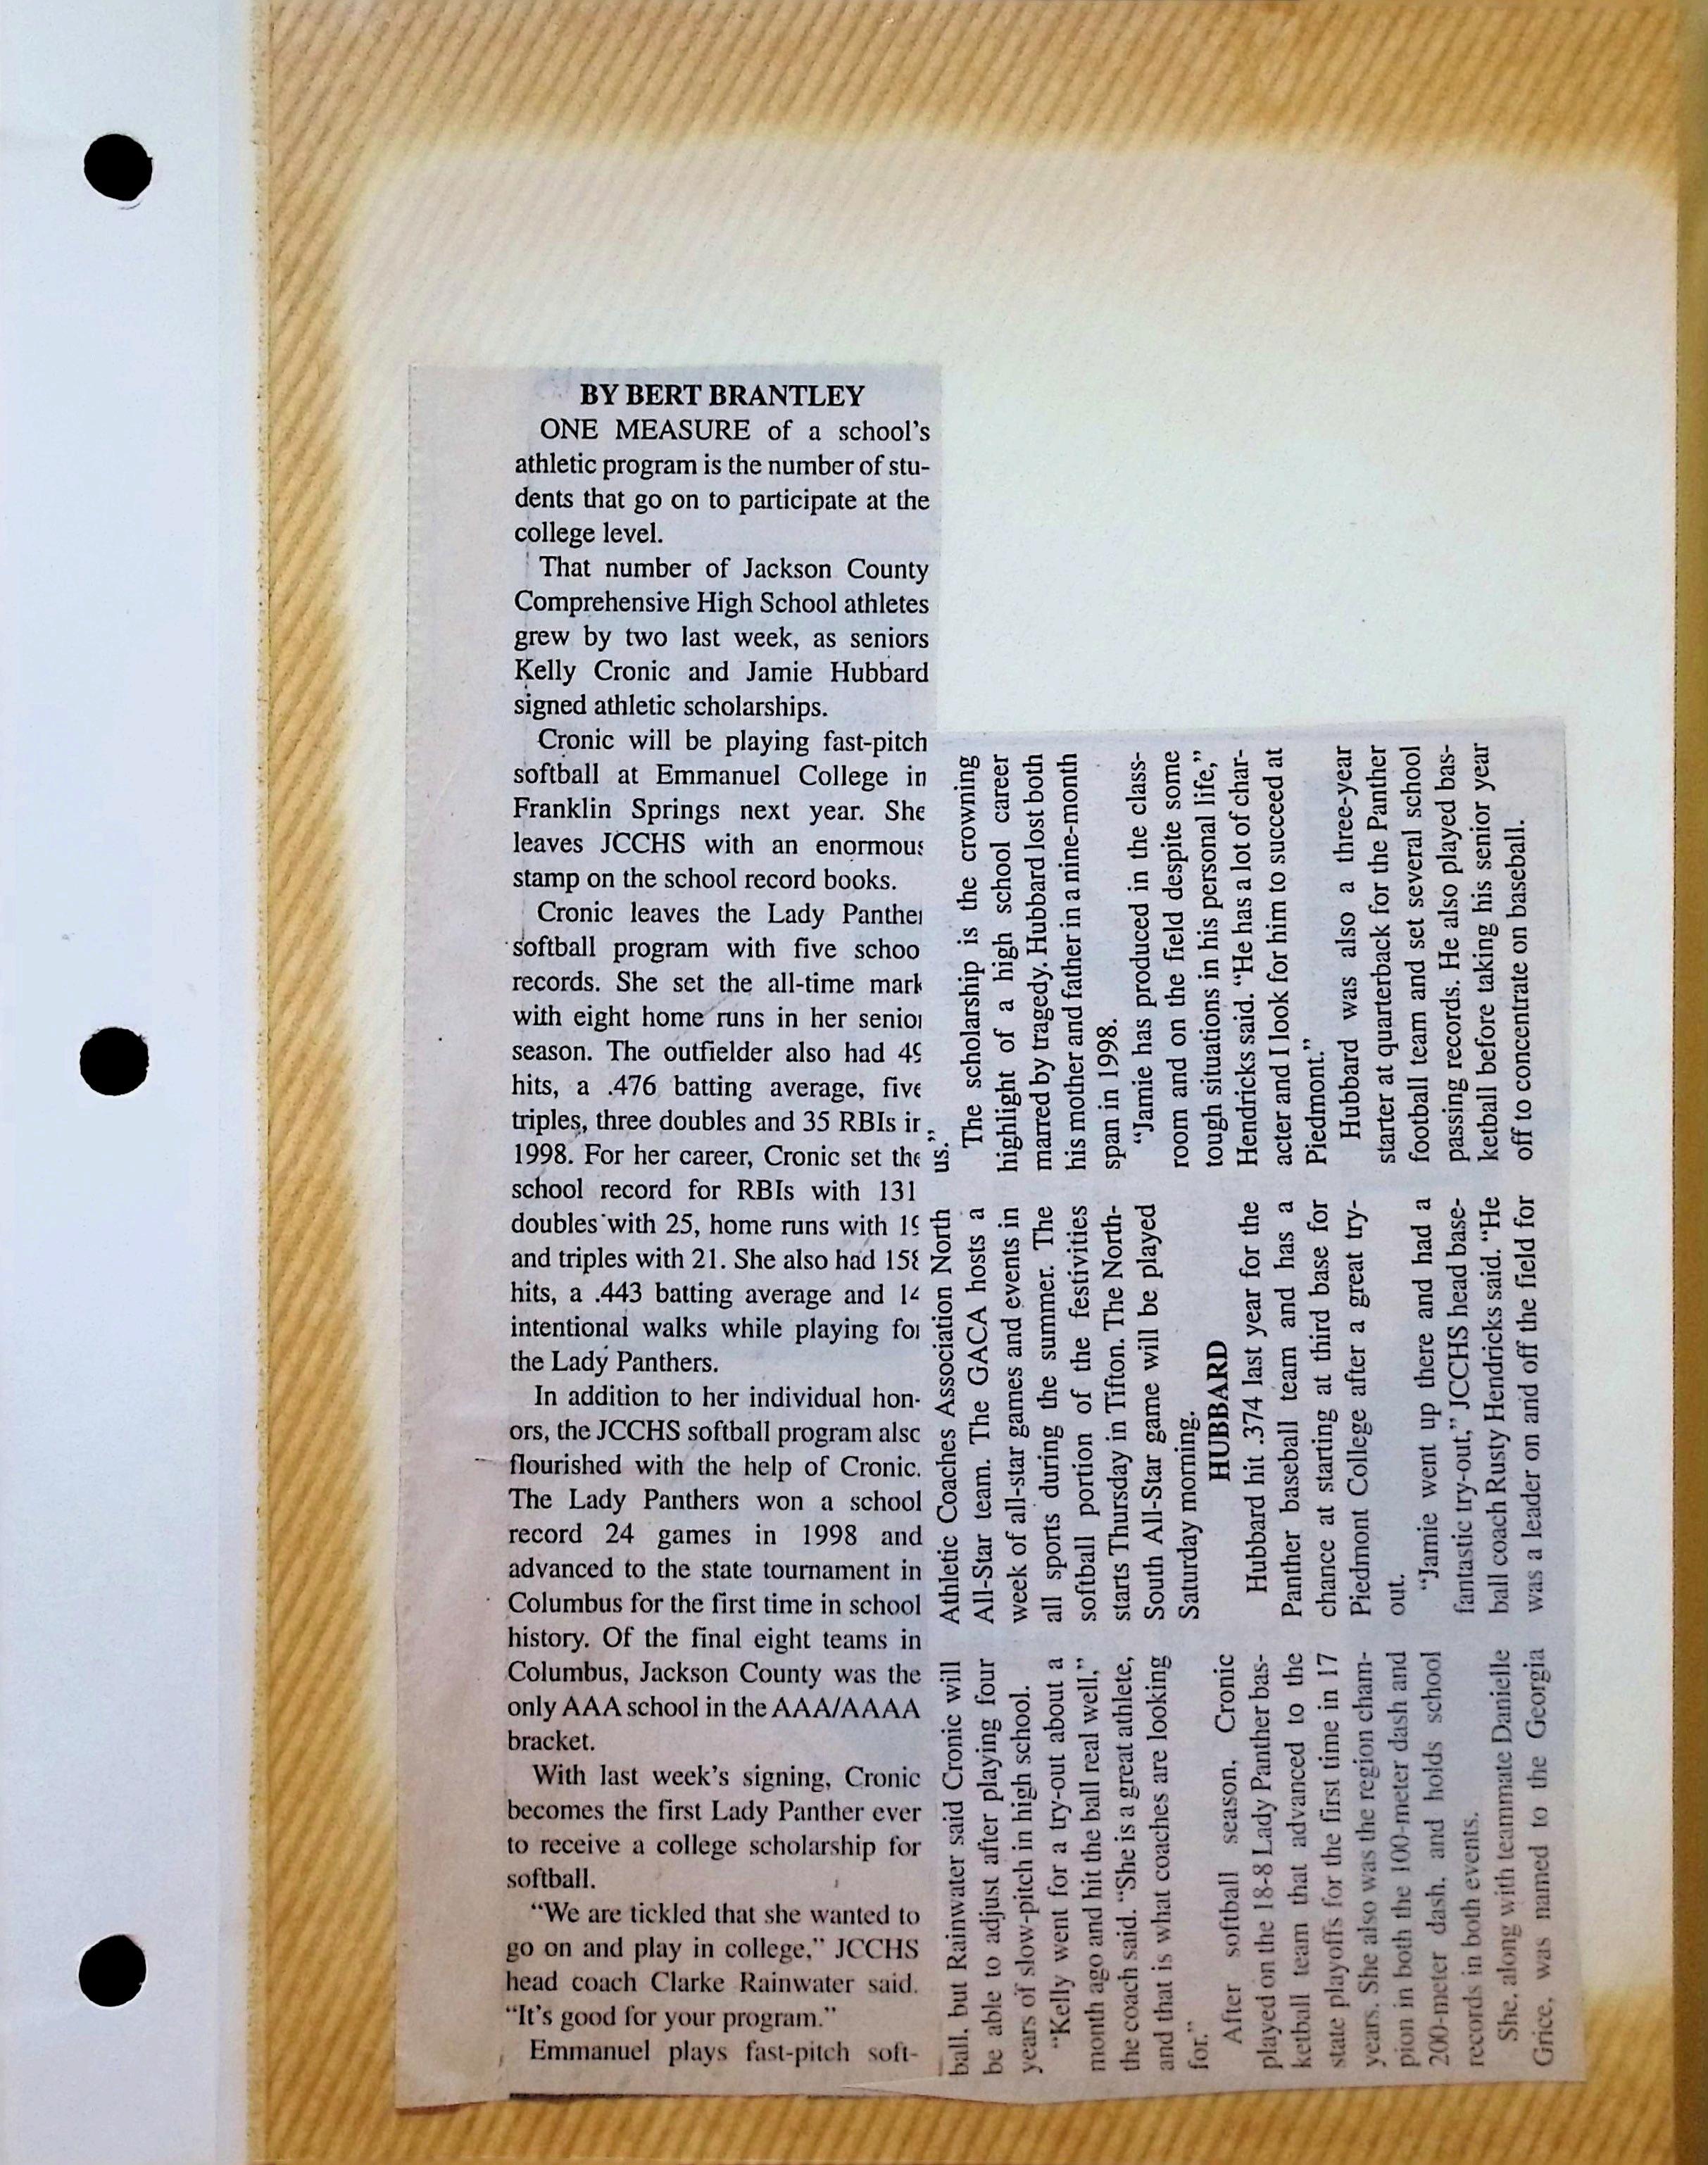 BY BERT BRANTLEY
ONE MEASURE of a school's
athletic program is the number of stu-
dents that go on to participate at the
college level.
That number of Jackson County
Comprehensive High School athletes
grew by two last week, as seniors
Kelly Cronic and Jamie Hubbard
signed athletic scholarships.
Cronic will be playing fast-pitch
softball at Emmanuel College in
Franklin Springs next year. She
leaves JCCHS with an enormous
stamp on the school record books.
Cronic leaves the Lady Panther
softball program with five schoo
records. She set the all-time mark
with eight home runs in her senior
season. The outfielder also had 49
hits, a .476 batting average, five
triples, three doubles and 35 RBIs in
1998. For her career, Cronic set the
school record for RBIs with 131
doubles with 25, home runs with 19
and triples with 21. She also had 158
hits, a .443 batting average and 14
intentional walks while playing for
the Lady Panthers.
In addition to her individual hon-
ors, the JCCHS softball program also
flourished with the help of Cronic.
The Lady Panthers won a school
record 24 games in 1998 and
advanced to the state tournament in
Columbus for the first time in school
history. Of the final eight teams in
Columbus, Jackson County was the
only AAA school in the AAA/AAAA
bracket.
With last week's signing, Cronic
becomes the first Lady Panther ever
to receive a college scholarship for
softball.
"We are tickled that she wanted to
go on and play in college," JCCHS
head coach Clarke Rainwater said.
"It's good for your program."
Emmanuel plays fast-pitch soft-
ball, but Rainwater said Cronic will
be able to adjust after playing four
years of slow-pitch in high school.
"Kelly went for a try-out about a
month ago and hit the ball real well,"
the coach said. "She is a great athlete,
and that is what coaches are looking
for."
After softball season, Cronic
played on the 18-8 Lady Panther bas-
ketball team that advanced to the
state playoffs for the first time in 17
years. She also was the region cham-
pion in both the 100-meter dash and
200-meter dash, and holds school
records in both events.
She, along with teammate Danielle
Grice, was named to the Georgia
Athletic Coaches Association North
All-Star team. The GACA hosts a
week of all-star games and events in
all sports during the summer. The
softball portion of the festivities
starts Thursday in Tifton. The North-
South All-Star game will be played
Saturday morning.
HUBBARD
Hubbard hit .374 last year for the
Panther baseball team and has a
chance at starting at third base for
Piedmont College after a great try-
out.
"Jamie went up there and had a
fantastic try-out," JCCHS head base-
ball coach Rusty Hendricks said. "He
was a leader on and off the field for
us."
The scholarship is the crowning
highlight of a high school career
marred by tragedy. Hubbard lost both
his mother and father in a nine-month
span in 1998.
"Jamie has produced in the class-
room and on the field despite some
tough situations in his personal life,"
Hendricks said. "He has a lot of char-
acter and I look for him to succeed at
Piedmont."
Hubbard was also a three-year
starter at quarterback for the Panther
football team and set several school
passing records. He also played bas-
ketball before taking his senior year
off to concentrate on baseball.